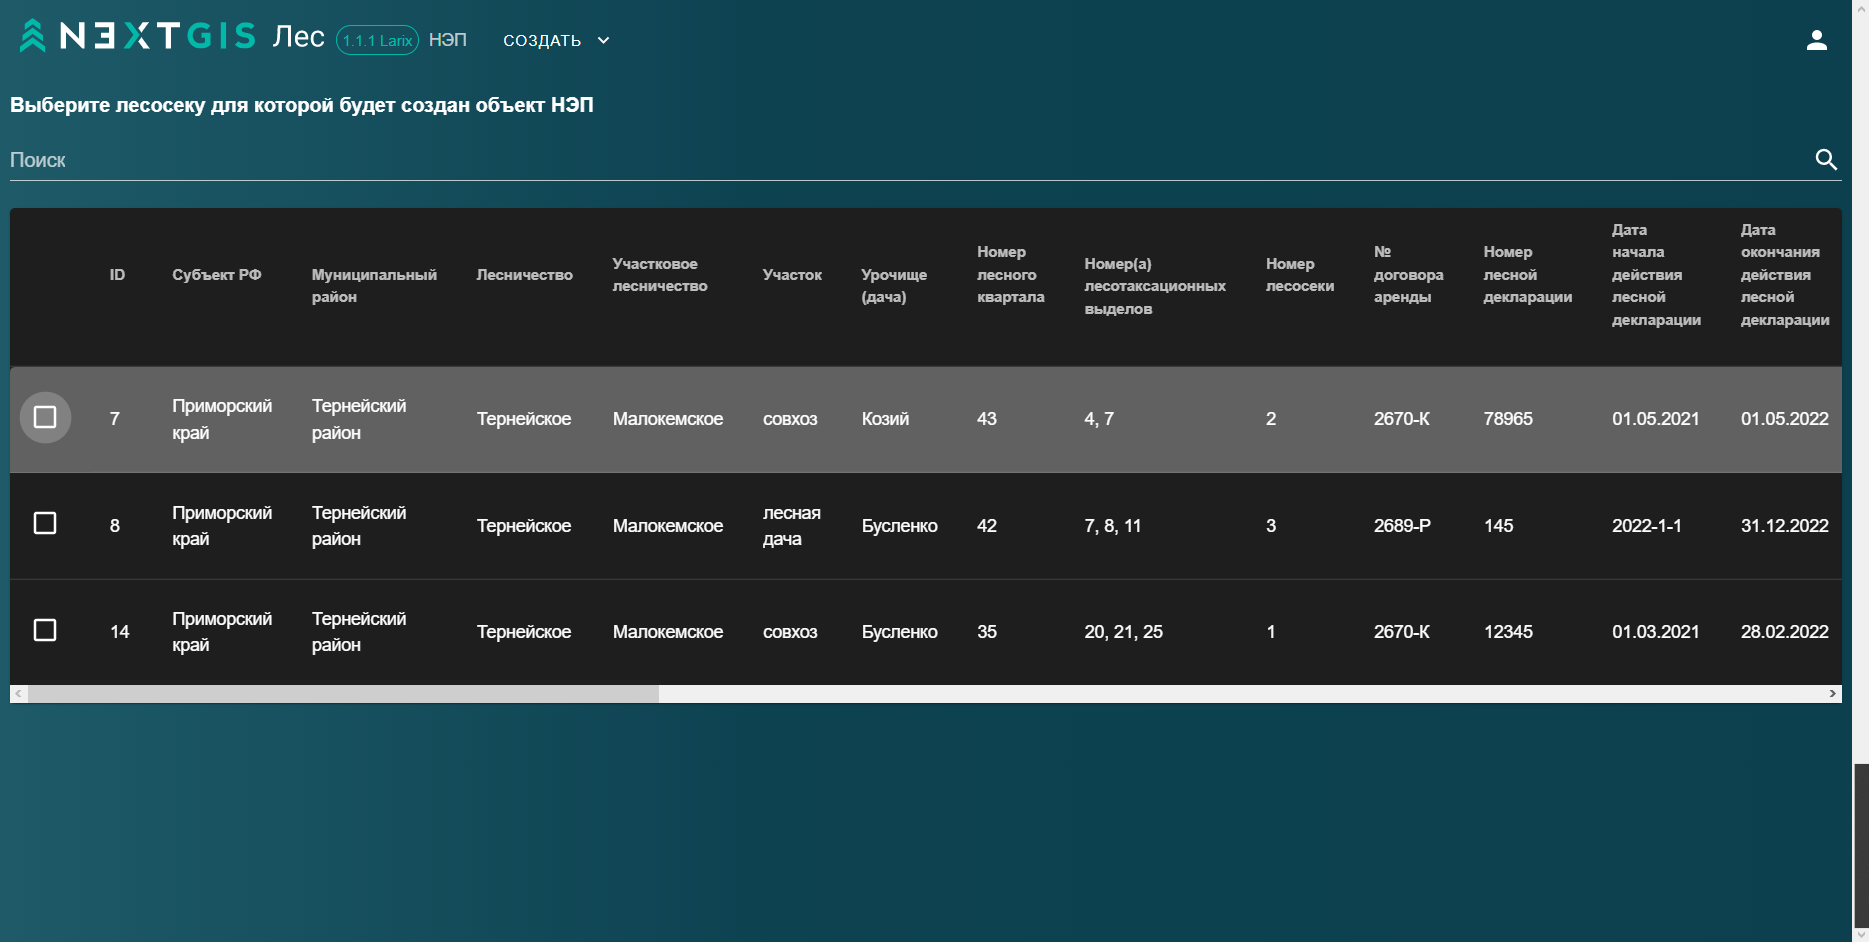 NEXTGIS Лес 1.1.1 Larix НЭП СОЗДАТЬ
Выберите лесосеку для которой будет создан объект НЭП
Поиск
ID Субъект РФ Муниципальный район Лесничество Участковое лесничество Участок Урочище (дача) Номер лесного квартала Номер(а) лесотаксационных выделов Номер лесосеки № договора аренды Номер лесной декларации Дата начала действия лесной декларации Дата окончания действия лесной декларации
7 Приморский край Тернейский район Тернейское Малокемское совхоз Козий 43 4, 7 2 2670-К 78965 01.05.2021 01.05.2022
8 Приморский край Тернейский район Тернейское Малокемское лесная дача Бусленко 42 7, 8, 11 3 2689-Р 145 2022-1-1 31.12.2022
14 Приморский край Тернейский район Тернейское Малокемское совхоз Бусленко 35 20, 21, 25 1 2670-К 12345 01.03.2021 28.02.2022